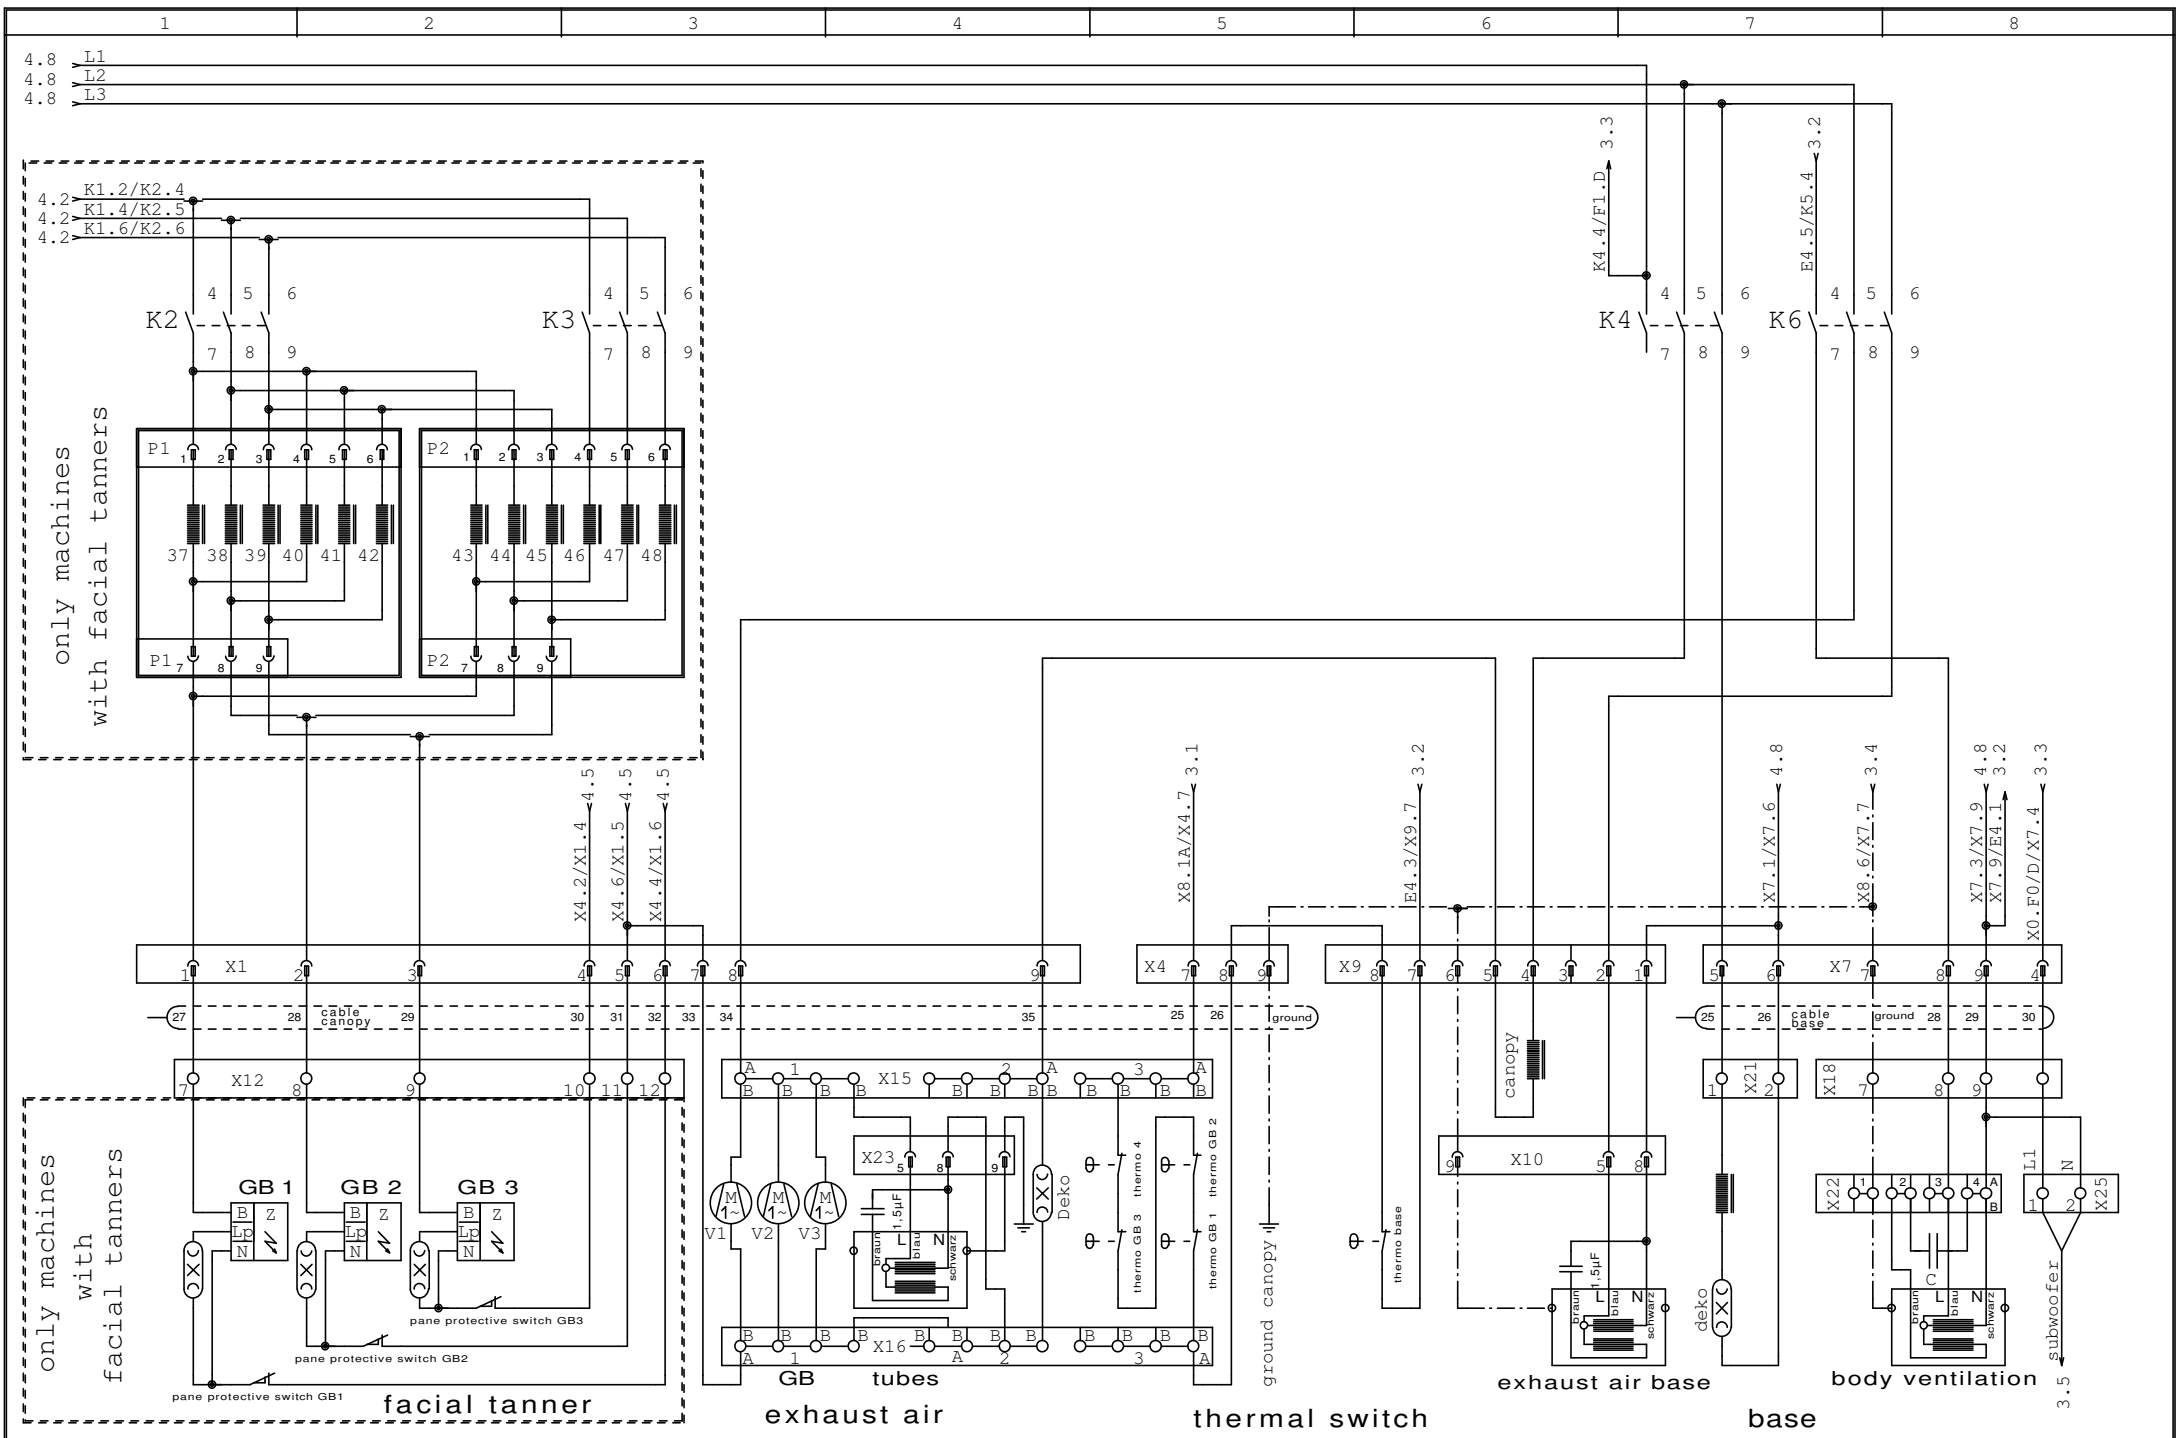 1 2 3 4 5 6 7 8
4.8 L1
4.8 L2
4.8 L3
K4.4/F1.D 3.3
E4.5/K5.4 3.2
4.2 K1.2/K2.4
4.2 K1.4/K2.5
4.2 K1.6/K2.6
4 5 6
K2
7 8 9
4 5 6
K3
7 8 9
4 5 6
K4
7 8 9
4 5 6
K6
7 8 9
only machines
with facial tanners
P1 1 2 3 4 5 6
37 38 39 40 41 42
P1 7 8 9
P2 1 2 3 4 5 6
43 44 45 46 47 48
P2 7 8 9
X4.2/X1.4 4.5
X4.6/X1.5 4.5
X4.4/X1.6 4.5
X8.1A/X4.7 3.1
E4.3/X9.7 3.2
X7.1/X7.6 4.8
X8.6/X7.7 3.4
X7.3/X7.9 4.8
X7.9/E4.1 3.2
X0.F0/D/X7.4 3.3
X1 1 2 3 4 5 6 7 8 9
X4 7 8 9
X9 8 7 6 5 4 3 2 1
X7 5 6 7 8 9 4
27 28 cable canopy 29 30 31 32 33 34 35 25 26 ground
25 26 cable base ground 28 29 30
X12 7 8 9 10 11 12
A 1 X15 2 A 3 A
B B B B B B B B B B B B
canopy
X21 1 2
X18 7 8 9
only machines
with
facial tanners
GB 1
B Z
Lp
N
GB 2
B Z
Lp
N
GB 3
B Z
Lp
N
pane protective switch GB3
pane protective switch GB2
pane protective switch GB1
facial tanner
M 1~ V1
M 1~ V2
M 1~ V3
X23 5 8 9
1,5µF
L N
braun blau schwarz
Deko
thermo 4
thermo GB 2
thermo GB 3
thermo GB 1
ground canopy
thermo base
X10 9 5 8
1,5µF
L N
braun blau schwarz
deko
X22 1 2 3 4 A
B
C
L N
braun blau schwarz
L1 N
1 2 X25
subwoofer
3.5
B B B B X16 B B B B B B
A 1 A 2 3 A
GB tubes
exhaust air
thermal switch
exhaust air base
body ventilation
base